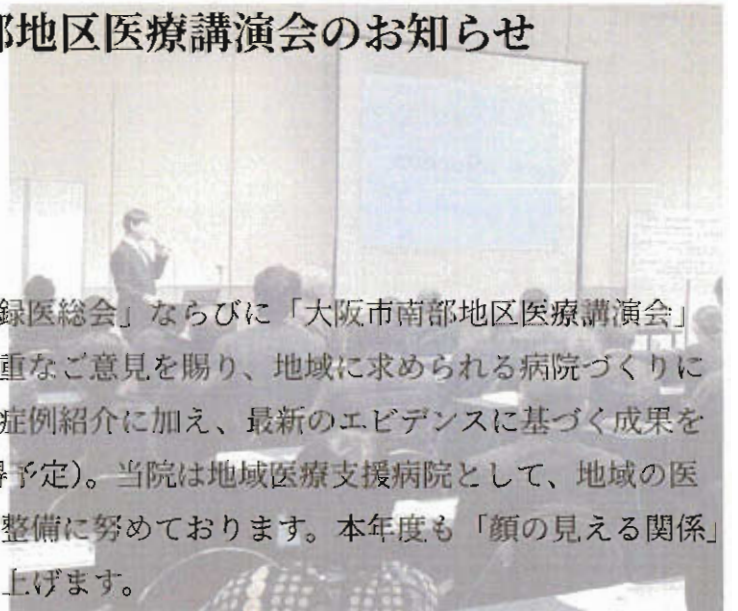 部地区医療講演会のお知らせ
録医総会」ならびに「大阪市南部地区医療講演会」
重なご意見を賜り、地域に求められる病院づくりに
症例紹介に加え、最新のエビデンスに基づく成果を
得予定)。当院は地域医療支援病院として、地域の医
整備に努めております。本年度も「顔の見える関係」
上げます。